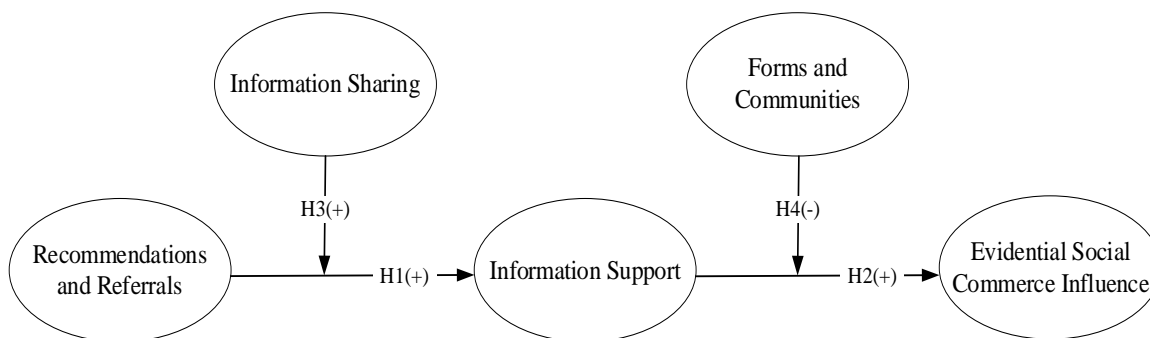 Information Sharing
Forms and
Communities
H3(+)
H4(-)
Recommendations
and Referrals
H1(+)
Information Support
H2(+)
Evidential Social
Commerce Influence